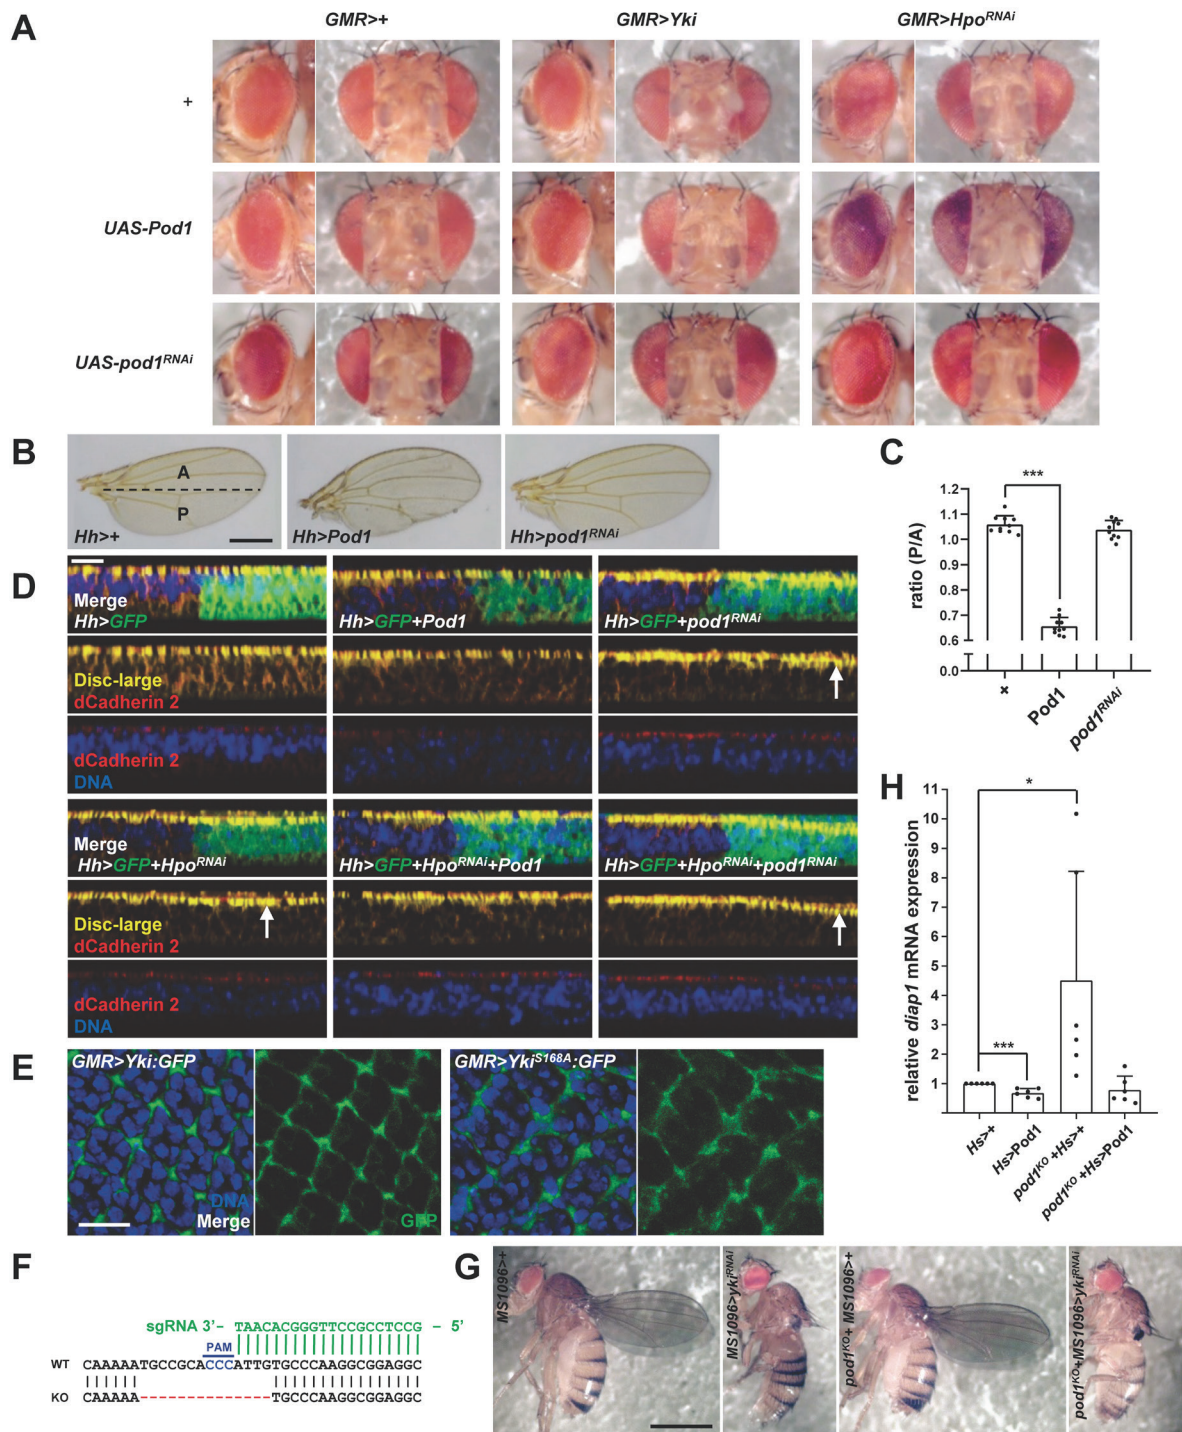 A
GMR>+ GMR>Yki GMR>Hpo^RNAi
+
UAS-Pod1
UAS-pod1^RNAi
B
A
P
Hh>+ Hh>Pod1 Hh>pod1^RNAi
C
***
ratio (P/A)
1.2
1.1
1.0
0.9
0.8
0.7
0.6
0.0
+ Pod1 pod1^RNAi
D
Merge
Hh>GFP Hh>GFP+Pod1 Hh>GFP+pod1^RNAi
Disc-large
dCadherin 2
dCadherin 2
DNA
Merge
Hh>GFP+Hpo^RNAi Hh>GFP+Hpo^RNAi+Pod1 Hh>GFP+Hpo^RNAi+pod1^RNAi
Disc-large
dCadherin 2
dCadherin 2
DNA
E
GMR>Yki:GFP GMR>Yki^S168A:GFP
DNA
Merge GFP
F
sgRNA 3’– TAACACGGGTTCCGCCTCCG – 5’
PAM
WT CAAAAATGCCGCACCCATTGTGCCCAAGGCGGAGGC
KO CAAAAA---------------TGCCCAAGGCGGAGGC
G
MS1096>+
MS1096>yki^RNAi
pod1^KO+ MS1096>+
pod1^KO+MS1096>yki^RNAi
H
relative diap1 mRNA expression
11
10
9
8
7
6
5
4
3
2
1
*
***
Hs>+
Hs>Pod1
pod1^KO+Hs>+
pod1^KO+Hs>Pod1